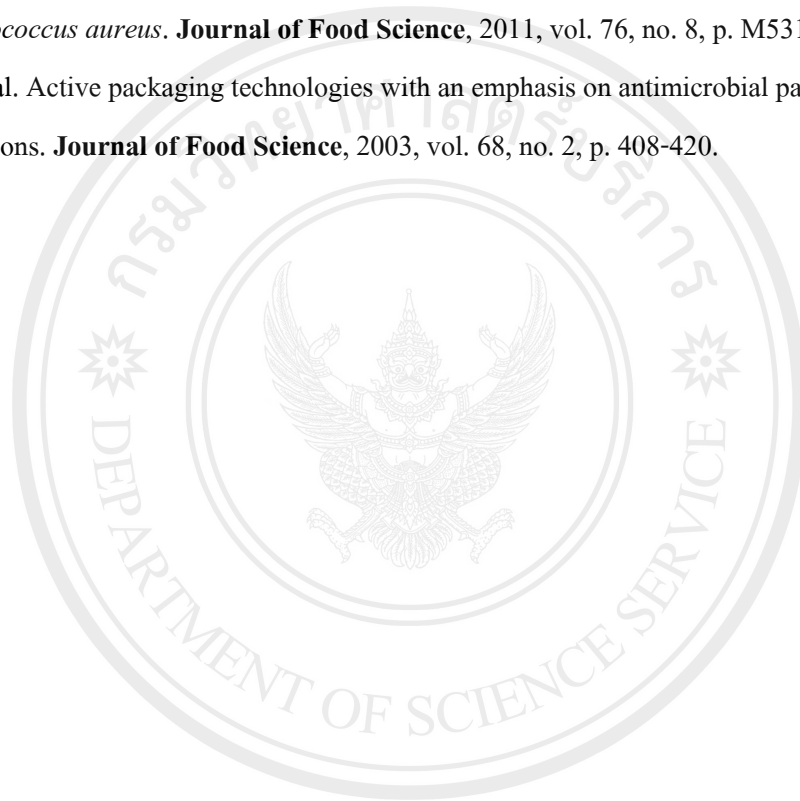 ococcus aureus. Journal of Food Science, 2011, vol. 76, no. 8, p. M531
al. Active packaging technologies with an emphasis on antimicrobial pa
ons. Journal of Food Science, 2003, vol. 68, no. 2, p. 408-420.
กรมวิทยาศาสตร์บริการ
DEPARTMENT OF SCIENCE SERVICE